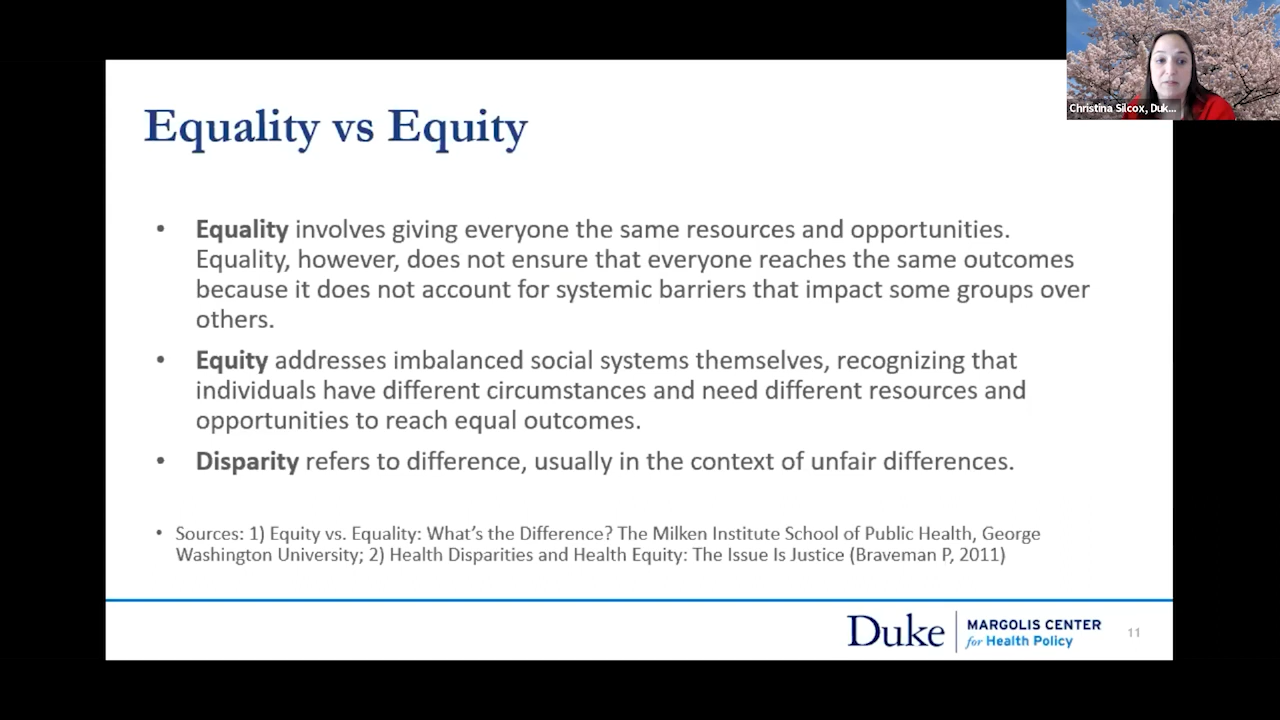 Christina Silcox, Duk...
Equality vs Equity
• Equality involves giving everyone the same resources and opportunities.
Equality, however, does not ensure that everyone reaches the same outcomes
because it does not account for systemic barriers that impact some groups over
others.
• Equity addresses imbalanced social systems themselves, recognizing that
individuals have different circumstances and need different resources and
opportunities to reach equal outcomes.
• Disparity refers to difference, usually in the context of unfair differences.
• Sources: 1) Equity vs. Equality: What’s the Difference? The Milken Institute School of Public Health, George
Washington University; 2) Health Disparities and Health Equity: The Issue Is Justice (Braveman P, 2011)
Duke
MARGOLIS CENTER
for Health Policy
11